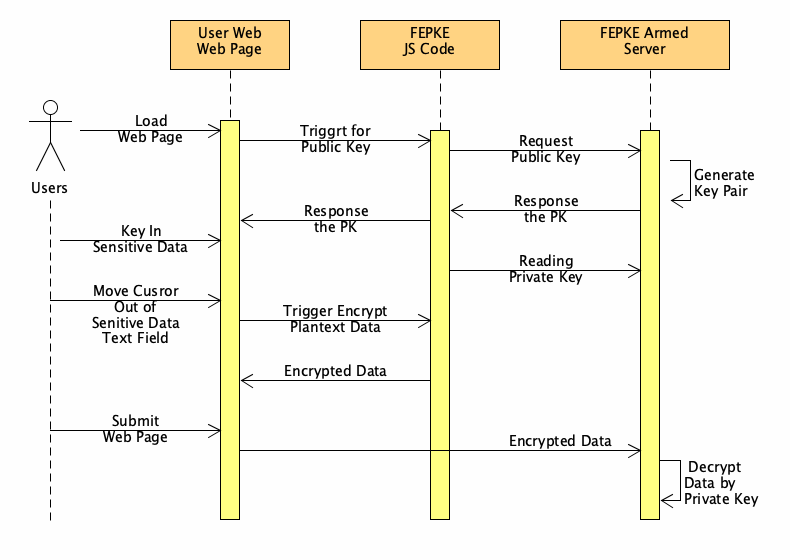 User Web
Web Page
FEPKE
JS Code
FEPKE Armed
Server
Users
Load
Web Page
Triggrt for
Public Key
Request
Public Key
Generate
Key Pair
Response
the PK
Response
the PK
Key In
Sensitive Data
Reading
Private Key
Move Cusror
Out of
Senitive Data
Text Field
Trigger Encrypt
Plantext Data
Encrypted Data
Submit
Web Page
Encrypted Data
Decrypt
Data by
Private Key